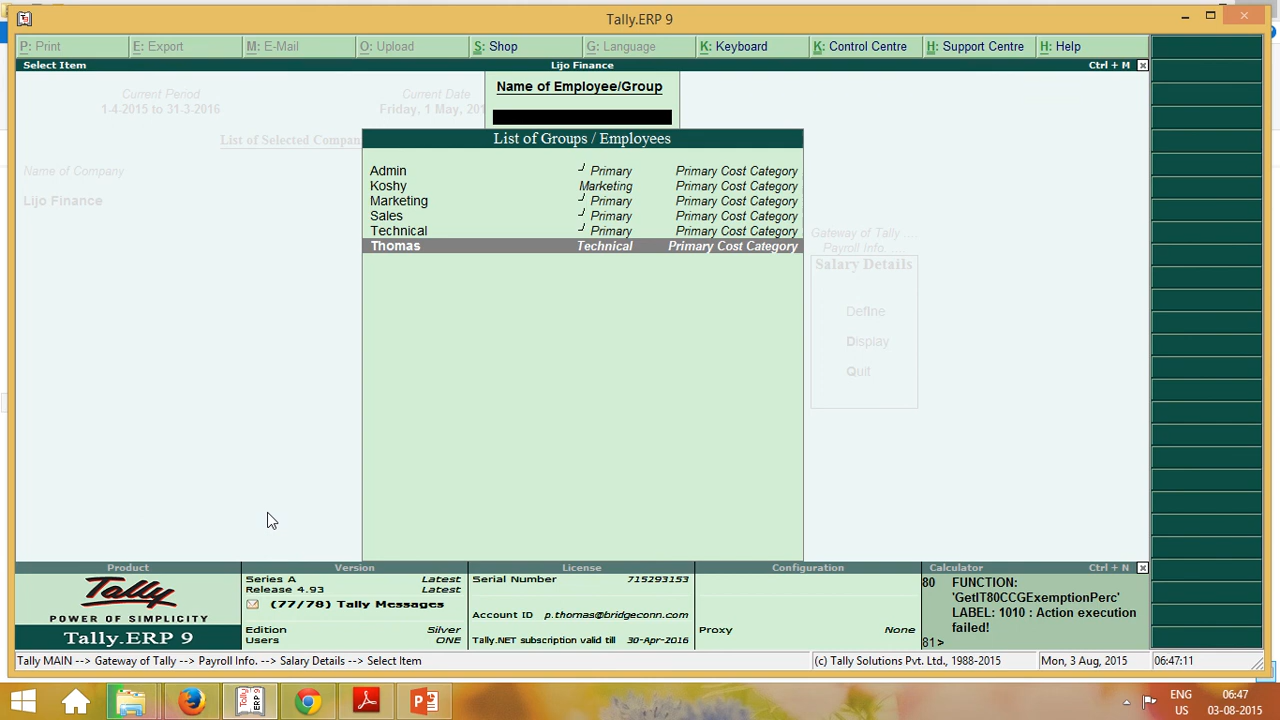 Tally.ERP 9
P: Print
E: Export
M: E-Mail
O: Upload
S: Shop
G: Language
K: Keyboard
K: Control Centre
H: Support Centre
H: Help
Select Item
Lijo Finance
Ctrl + M
Current Period
1-4-2015 to 31-3-2016
Current Date
Friday, 1 May, 201
List of Selected Compan
Name of Company
Lijo Finance
Name of Employee/Group
List of Groups / Employees
Admin Primary Primary Cost Category
Koshy Marketing Primary Cost Category
Marketing Primary Primary Cost Category
Sales Primary Primary Cost Category
Technical Primary Primary Cost Category
Thomas Technical Primary Cost Category
Gateway of Tally ....
Payroll Info. ....
Salary Details
Define
Display
Quit
Product
Tally
POWER OF SIMPLICITY
Tally.ERP 9
Version
Series A Latest
Release 4.93 Latest
(77/78) Tally Messages
Edition Silver
Users ONE
License
Serial Number 715293153
Account ID p.thomas@bridgeconn.com
Tally.NET subscription valid till 30-Apr-2016
Configuration
Proxy None
Calculator Ctrl + N
80 FUNCTION:
'GetIT80CCGExemptionPerc'
LABEL: 1010 : Action execution
failed!
81>
Tally MAIN --> Gateway of Tally --> Payroll Info. --> Salary Details --> Select Item
(c) Tally Solutions Pvt. Ltd., 1988-2015
Mon, 3 Aug, 2015
06:47:11
Tally
ERP 9
ENG
US
06:47
03-08-2015